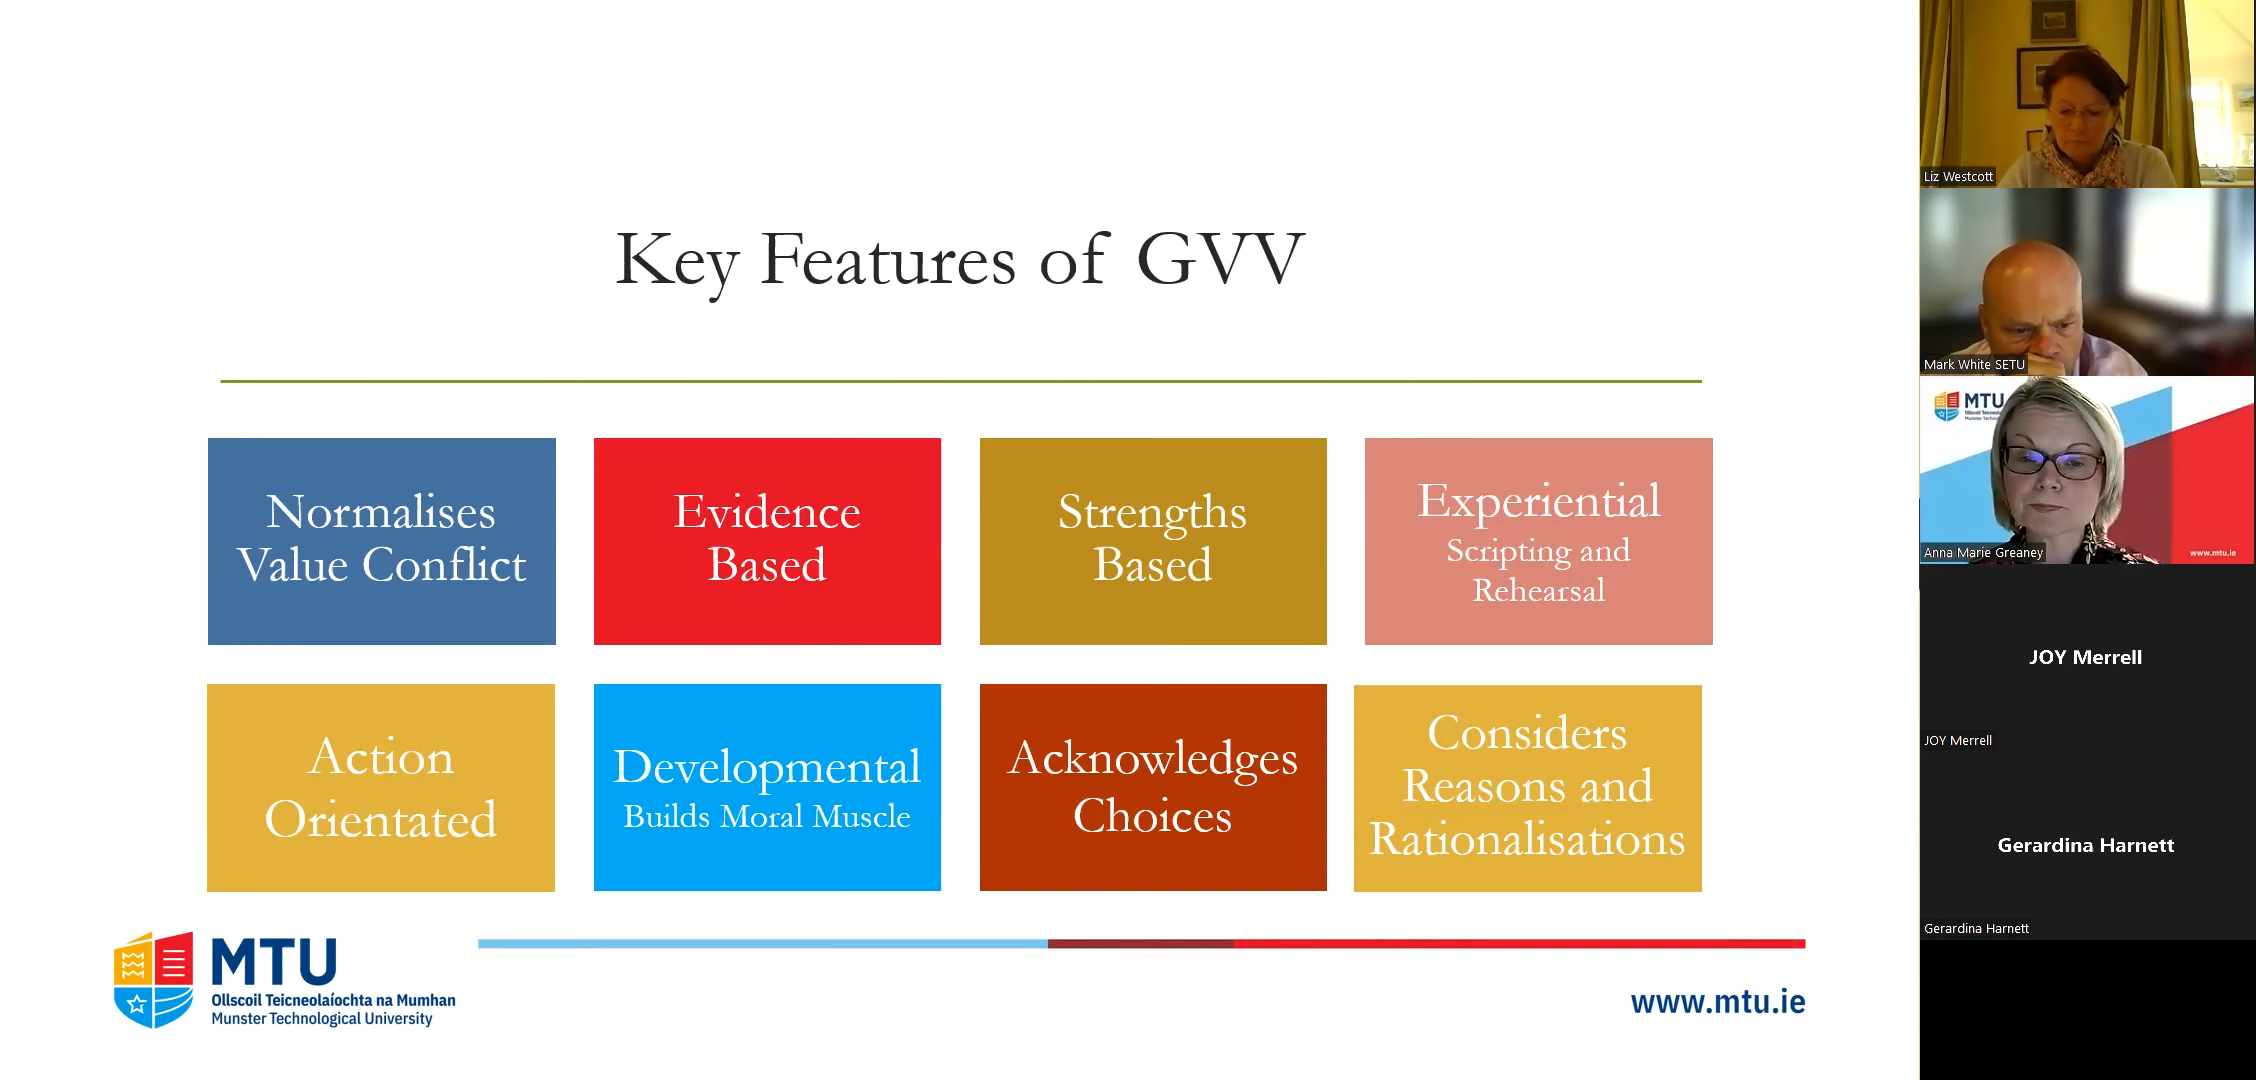 Key Features of GVV
Normalises
Value Conflict
Evidence
Based
Strengths
Based
Experiential
Scripting and
Rehearsal
Action
Orientated
Developmental
Builds Moral Muscle
Acknowledges
Choices
Considers
Reasons and
Rationalisations
MTU
Ollscoil Teicneolaíochta na Mumhan
Munster Technological University
www.mtu.ie
Liz Westcott
Mark White SETU
MTU
www.mtu.ie
Anna Marie Greaney
JOY Merrell
JOY Merrell
Gerardina Harnett
Gerardina Harnett